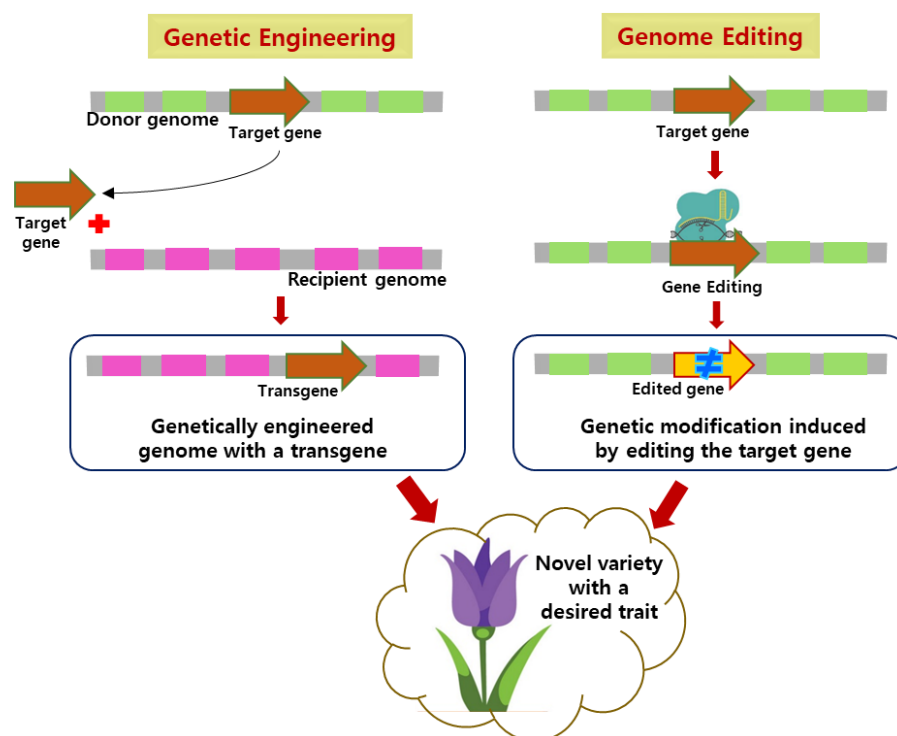 Genetic Engineering
Donor genome
Target gene
Target
gene
Recipient genome
Transgene
Genetically engineered
genome with a transgene
Genome Editing
Target gene
Gene Editing
Edited gene
Genetic modification induced
by editing the target gene
Novel variety
with a
desired trait